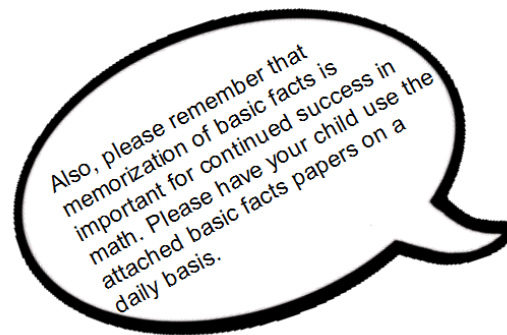 Also, please remember that
memorization of basic facts is
important for continued success in
math. Please have your child use the
attached basic facts papers on a
daily basis.